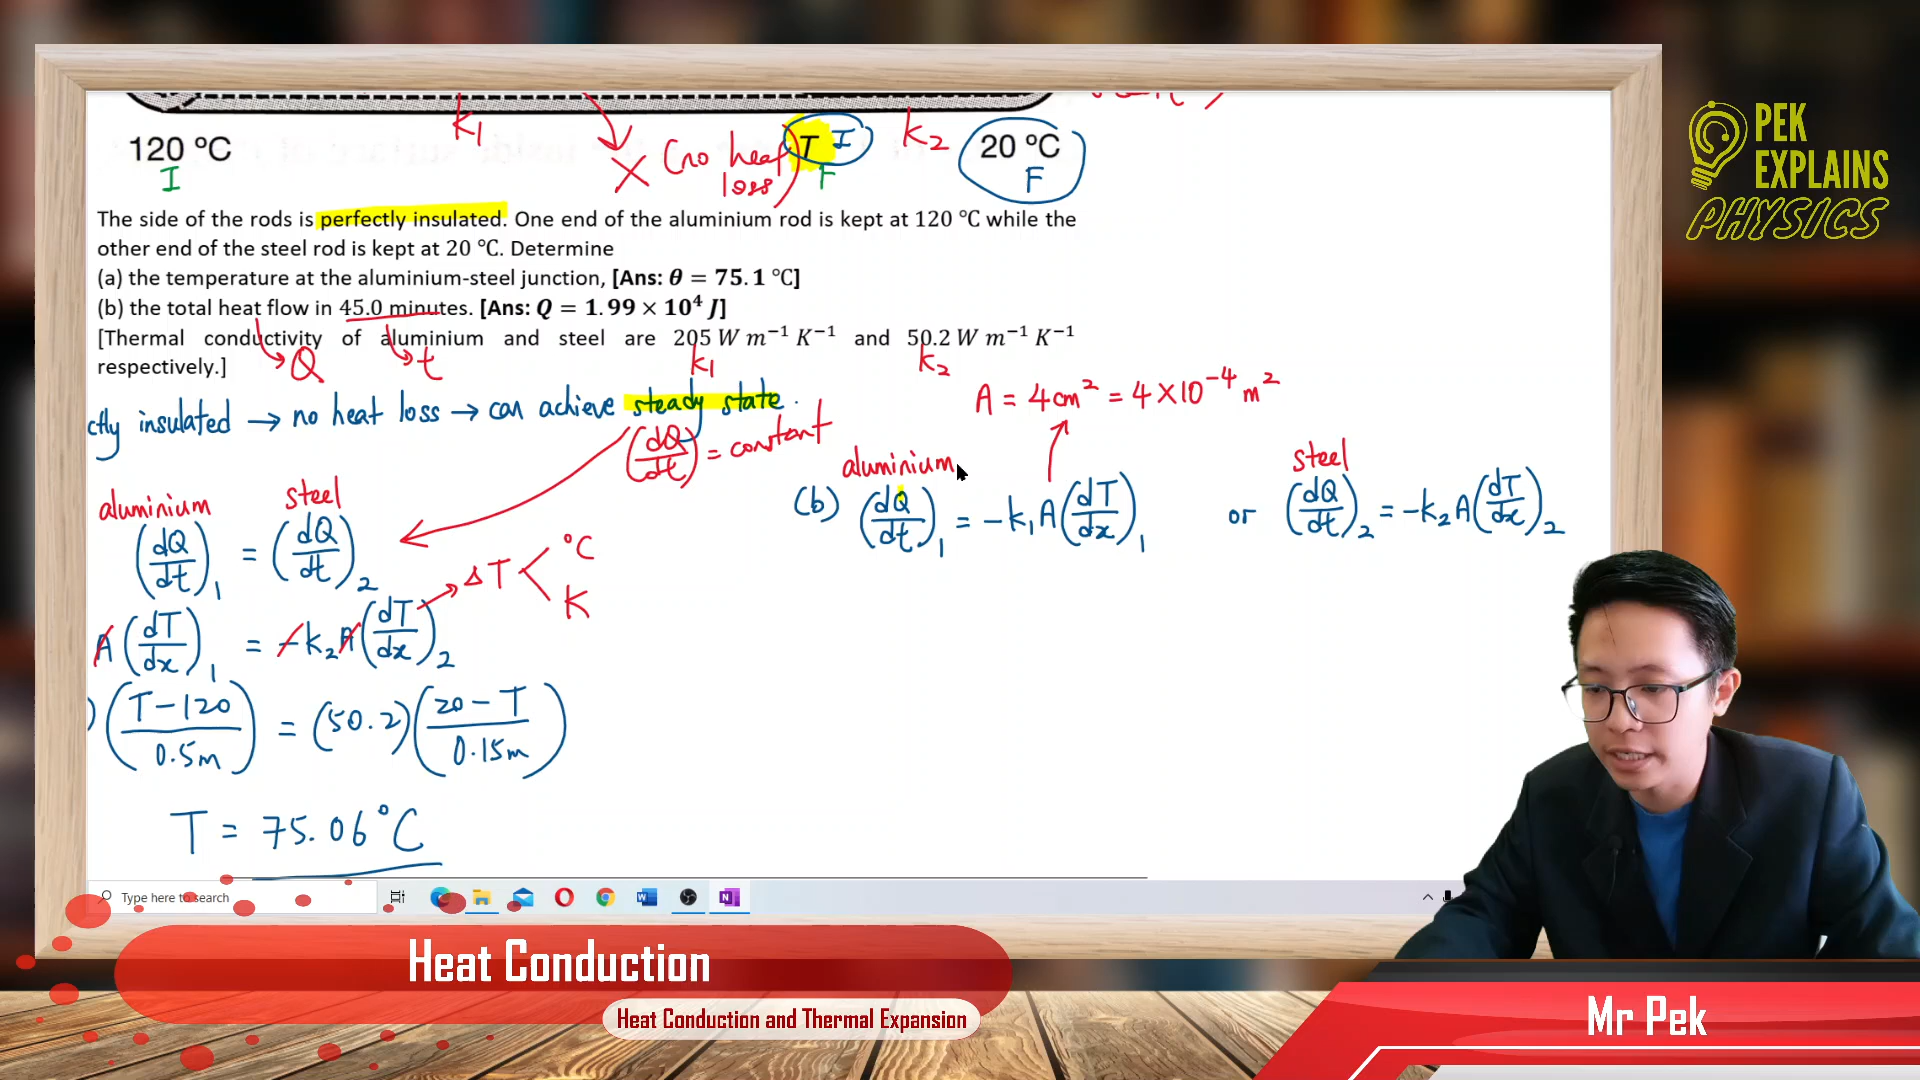 k₁
X (no heat loss)
T I
F
k₂
120 °C
I
20 °C
F
PEK
EXPLAINS
PHYSICS
The side of the rods is perfectly insulated. One end of the aluminium rod is kept at 120 °C while the
other end of the steel rod is kept at 20 °C. Determine
(a) the temperature at the aluminium-steel junction, [Ans: θ = 75.1 °C]
(b) the total heat flow in 45.0 minutes. [Ans: Q = 1.99 × 10⁴ J]
[Thermal conductivity of aluminium and steel are 205 W m⁻¹ K⁻¹ and 50.2 W m⁻¹ K⁻¹
respectively.]
Q
t
k₁
k₂
ctly insulated → no heat loss → can achieve steady state.
(dQ/dt) = constant
A = 4cm² = 4×10⁻⁴ m²
aluminium steel
(dQ/dt)₁ = (dQ/dt)₂
ΔT < °C K
A(dT/dx)₁ = -k₂A(dT/dx)₂
)(T-120/0.5m) = (50.2)(20-T/0.15m)
T = 75.06°C
aluminium
(b) (dQ/dt)₁ = -k₁A(dT/dx)₁
or
steel
(dQ/dt)₂ = -k₂A(dT/dx)₂
Type here to search
Heat Conduction
Heat Conduction and Thermal Expansion
Mr Pek